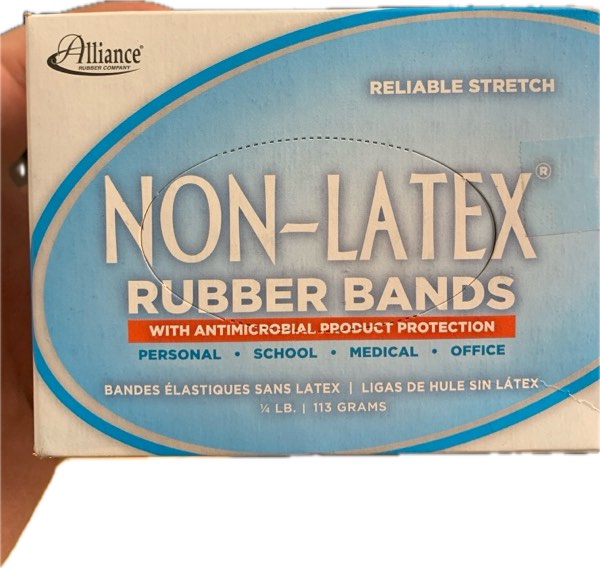 Alliance®
RUBBER COMPANY
RELIABLE STRETCH
NON-LATEX®
RUBBER BANDS
WITH ANTIMICROBIAL PRODUCT PROTECTION
PERSONAL • SCHOOL • MEDICAL • OFFICE
BANDES ÉLASTIQUES SANS LATEX | LIGAS DE HULE SIN LÁTEX
¼ LB. | 113 GRAMS